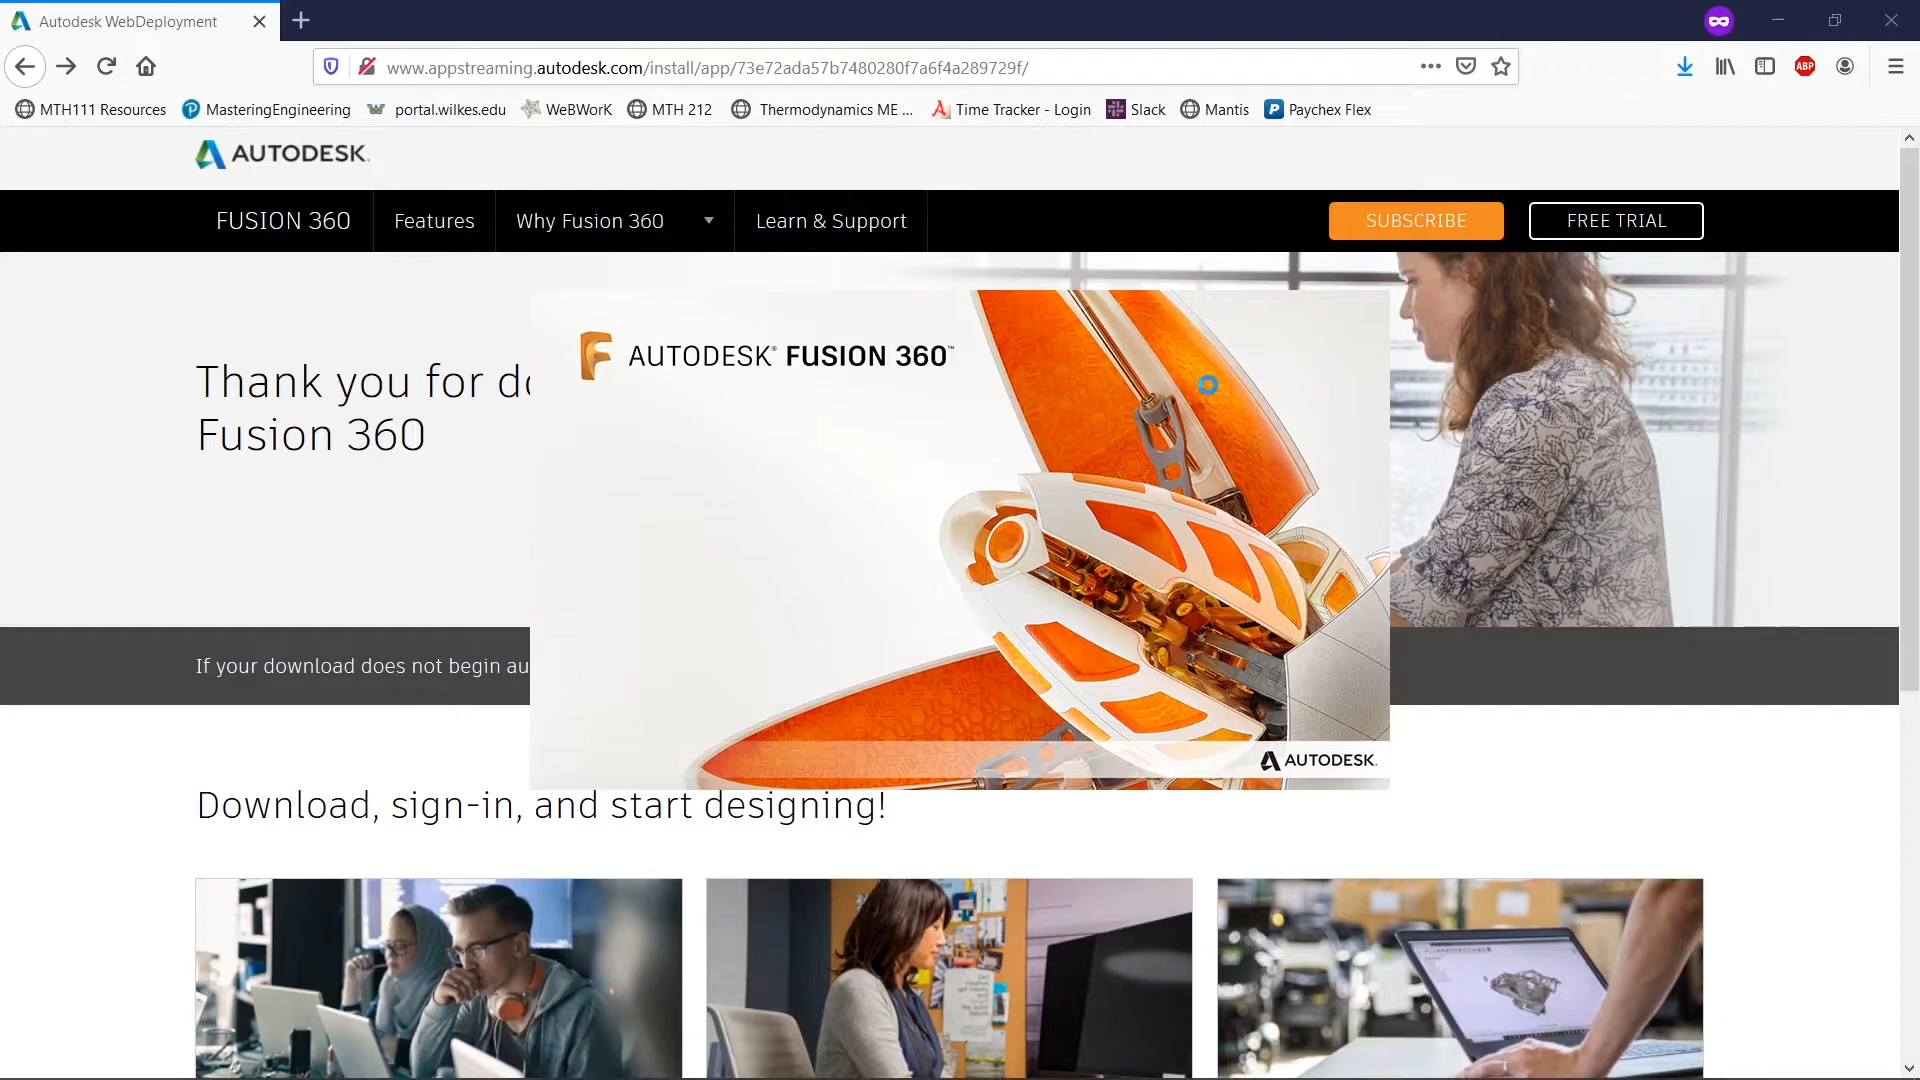 Autodesk WebDeployment
www.appstreaming.autodesk.com/install/app/73e72ada57b7480280f7a6f4a289729f/
ABP
MTH111 Resources
MasteringEngineering
portal.wilkes.edu
WeBWorK
MTH 212
Thermodynamics ME ...
Time Tracker - Login
Slack
Mantis
Paychex Flex
AUTODESK.
FUSION 360
Features
Why Fusion 360
Learn & Support
SUBSCRIBE
FREE TRIAL
AUTODESK® FUSION 360™
Thank you for do
Fusion 360
If your download does not begin au
AUTODESK.
Download, sign-in, and start designing!